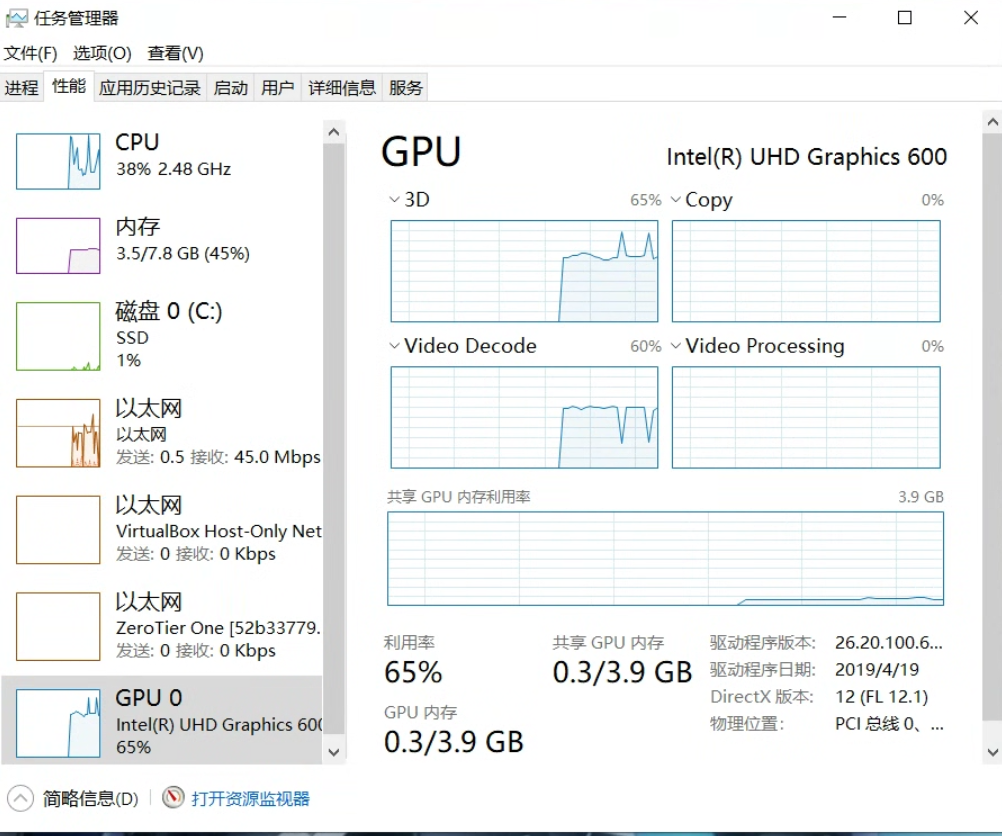 任务管理器
文件(F) 选项(O) 查看(V)
进程 性能 应用历史记录 启动 用户 详细信息 服务
CPU
38% 2.48 GHz
内存
3.5/7.8 GB (45%)
磁盘 0 (C:)
SSD
1%
以太网
以太网
发送: 0.5 接收: 45.0 Mbps
以太网
VirtualBox Host-Only Net
发送: 0 接收: 0 Kbps
以太网
ZeroTier One [52b33779.
发送: 0 接收: 0 Kbps
GPU 0
Intel(R) UHD Graphics 600
65%
GPU
Intel(R) UHD Graphics 600
3D 65% Copy 0%
Video Decode 60% Video Processing 0%
共享 GPU 内存利用率 3.9 GB
利用率
65%
共享 GPU 内存
0.3/3.9 GB
GPU 内存
0.3/3.9 GB
驱动程序版本: 26.20.100.6...
驱动程序日期: 2019/4/19
DirectX 版本: 12 (FL 12.1)
物理位置: PCI 总线 0、...
简略信息(D) 打开资源监视器